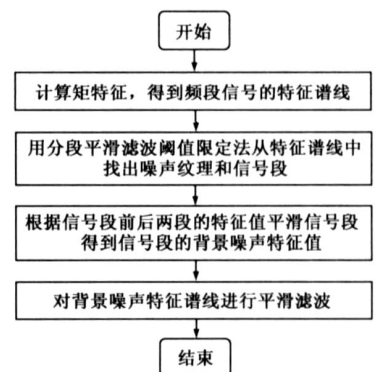 开始
计算矩特征，得到频段信号的特征谱线
用分段平滑滤波阈值限定法从特征谱线中
找出噪声纹理和信号段
根据信号段前后两段的特征值平滑信号段
得到信号段的背景噪声特征值
对背景噪声特征谱线进行平滑滤波
结束